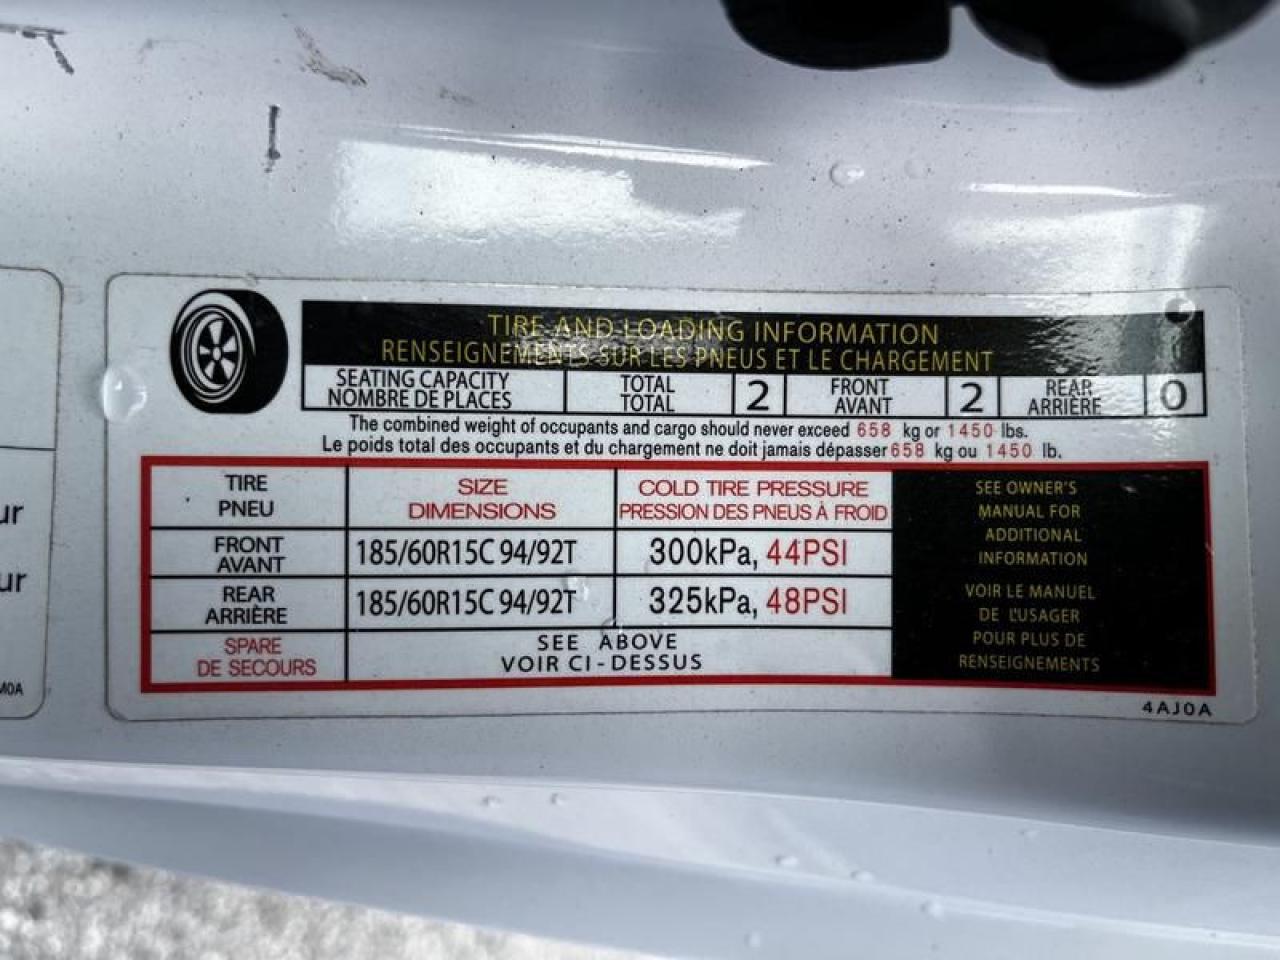 TIRE AND LOADING INFORMATION
RENSEIGNEMENTS SUR LES PNEUS ET LE CHARGEMENT
SEATING CAPACITY TOTAL 2 FRONT 2 REAR 0
NOMBRE DE PLACES TOTAL AVANT ARRIÈRE
The combined weight of occupants and cargo should never exceed 658 kg or 1450 lbs.
Le poids total des occupants et du chargement ne doit jamais dépasser 658 kg ou 1450 lb.
TIRE SIZE COLD TIRE PRESSURE
PNEU DIMENSIONS PRESSION DES PNEUS À FROID
FRONT
AVANT
185/60R15C 94/92T 300kPa, 44PSI
REAR
ARRIÈRE
185/60R15C 94/92T 325kPa, 48PSI
SPARE
DE SECOURS
SEE ABOVE
VOIR CI-DESSUS
SEE OWNER'S
MANUAL FOR
ADDITIONAL
INFORMATION
VOIR LE MANUEL
DE L'USAGER
POUR PLUS DE
RENSEIGNEMENTS
4AJ0A
ur
ur
M0A